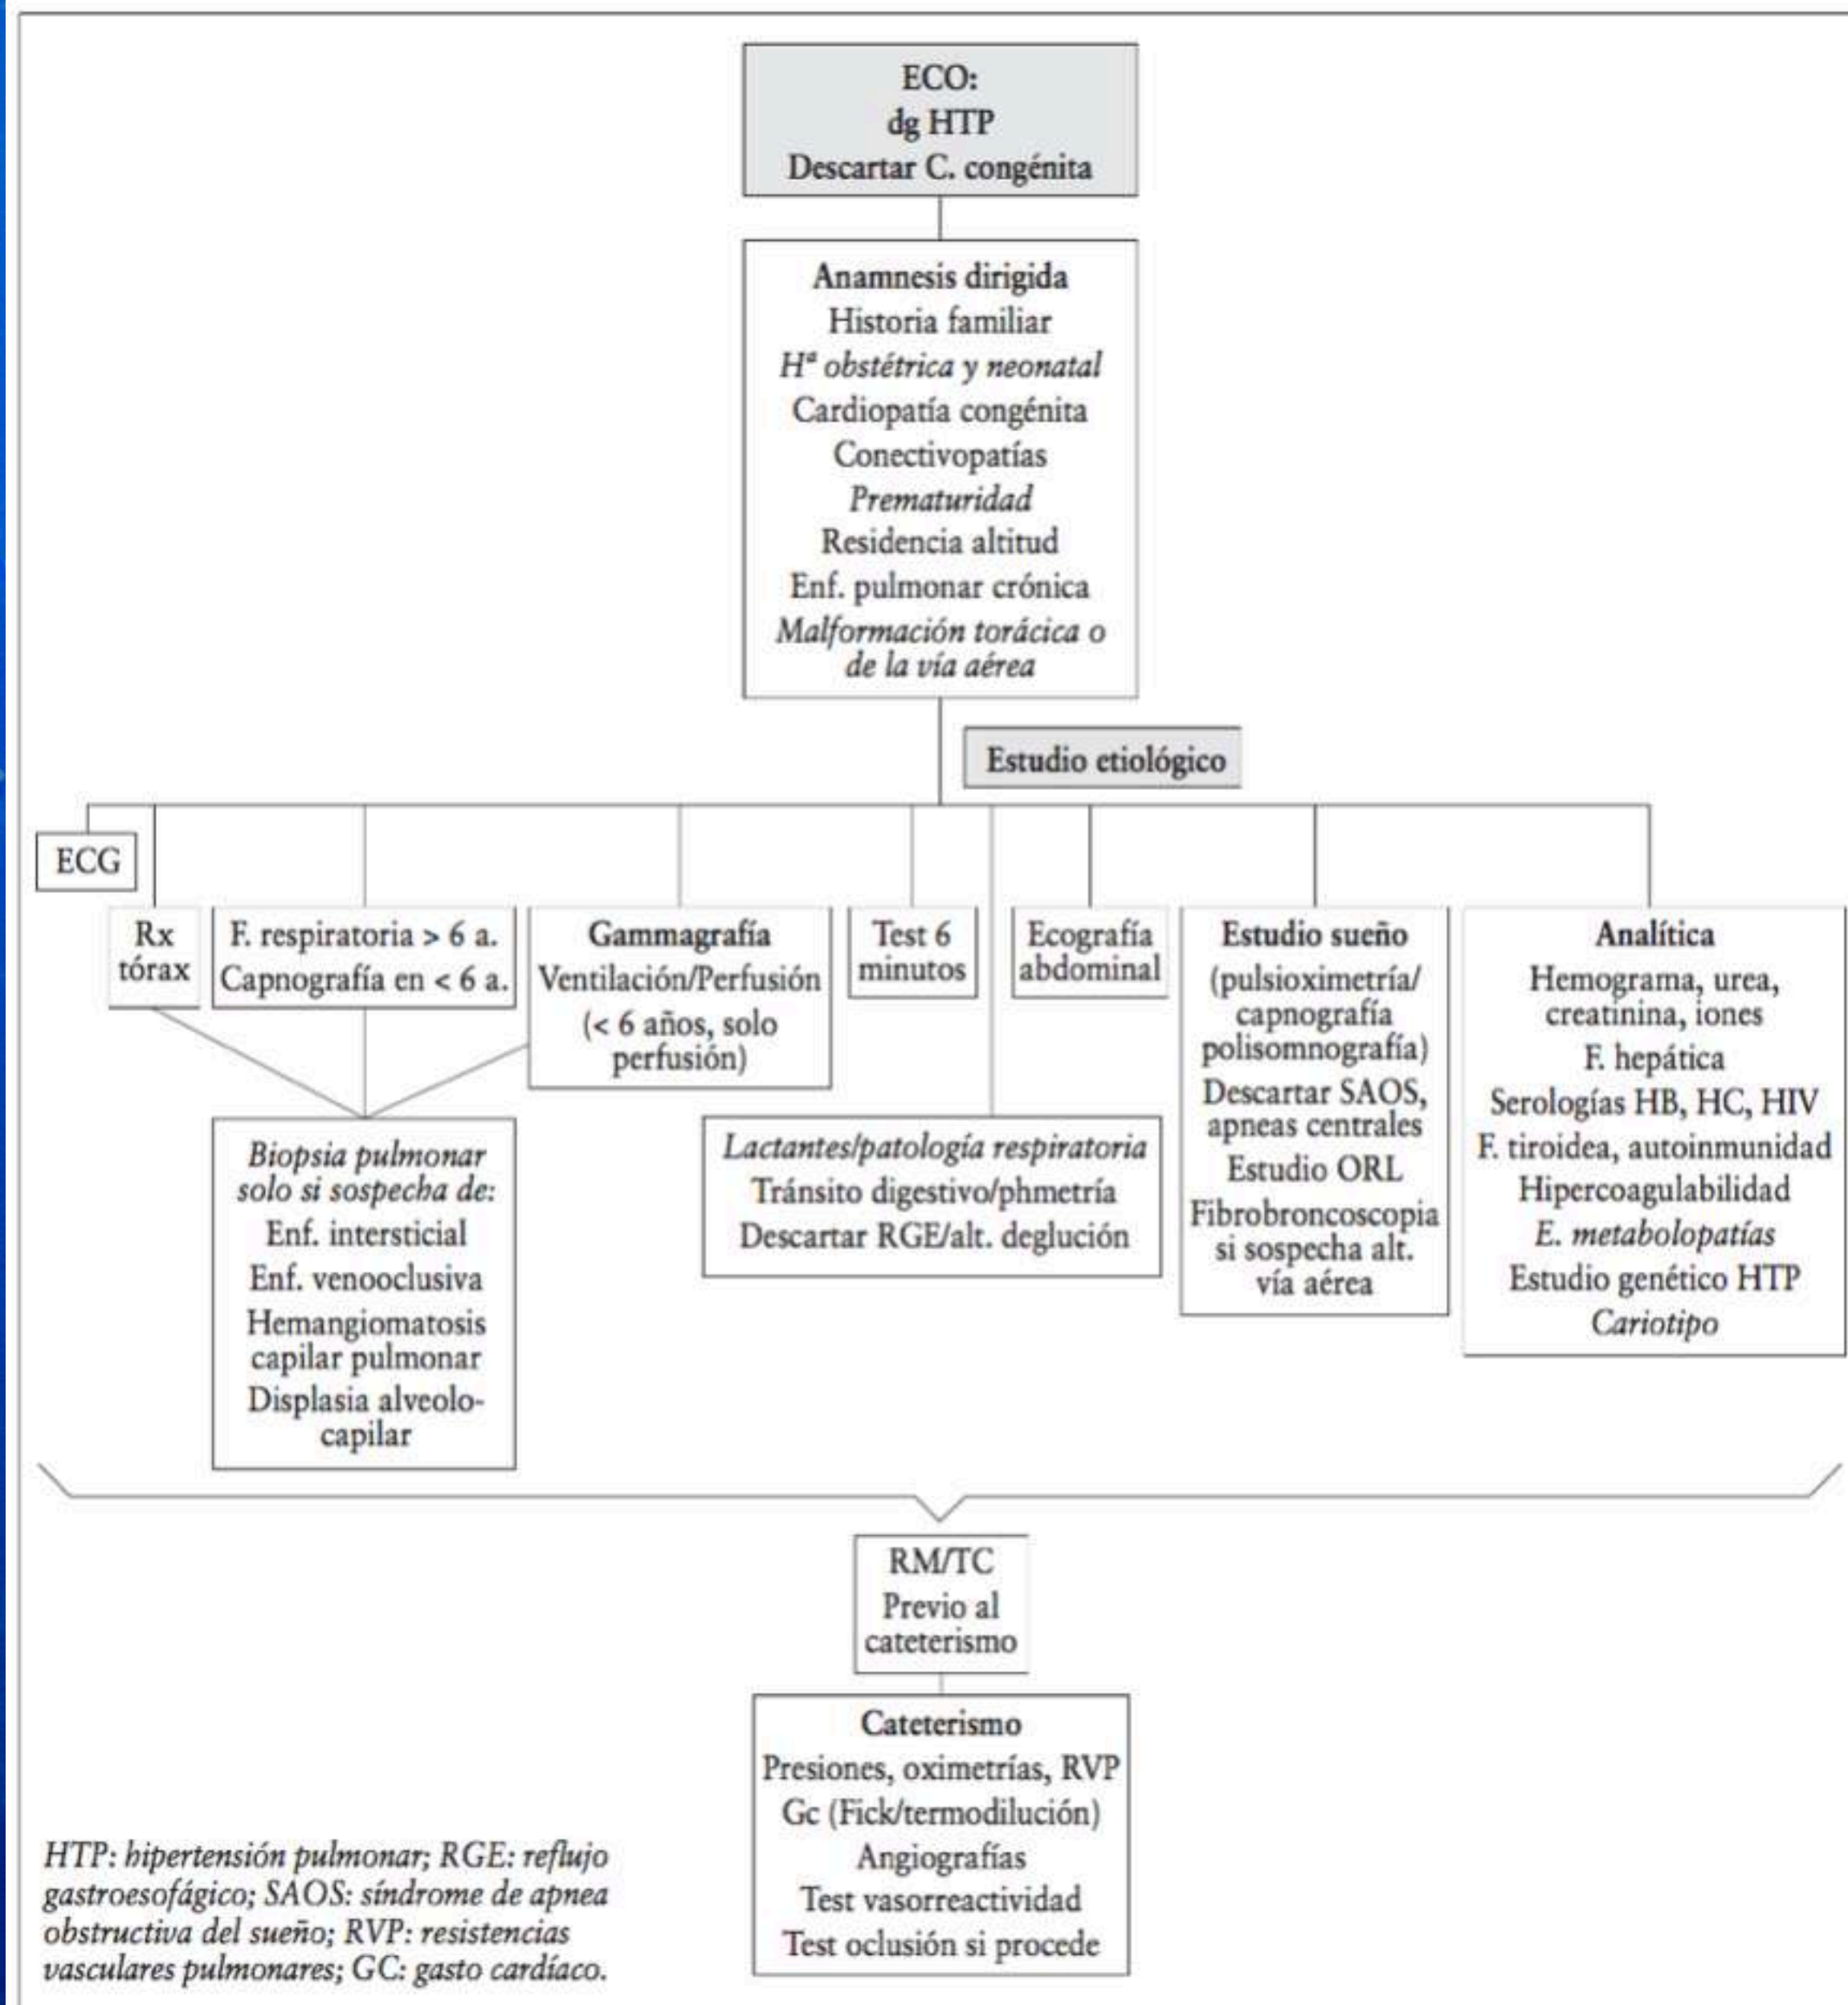 ECO:
dg HTP
Descartar C. congénita
Anamnesis dirigida
Historia familiar
Hª obstétrica y neonatal
Cardiopatía congénita
Conectivopatías
Prematuridad
Residencia altitud
Enf. pulmonar crónica
Malformación torácica o
de la vía aérea
Estudio etiológico
ECG
Rx
tórax
F. respiratoria > 6 a.
Capnografía en < 6 a.
Gammagrafía
Ventilación/Perfusión
(< 6 años, solo
perfusión)
Test 6
minutos
Ecografía
abdominal
Estudio sueño
(pulsioximetría/
capnografía
polisomnografía)
Descartar SAOS,
apneas centrales
Estudio ORL
Fibrobroncoscopia
si sospecha alt.
vía aérea
Analítica
Hemograma, urea,
creatinina, iones
F. hepática
Serologías HB, HC, HIV
F. tiroidea, autoinmunidad
Hipercoagulabilidad
E. metabolopatías
Estudio genético HTP
Cariotipo
Biopsia pulmonar
solo si sospecha de:
Enf. intersticial
Enf. venooclusiva
Hemangiomatosis
capilar pulmonar
Displasia alveolo-
capilar
Lactantes/patología respiratoria
Tránsito digestivo/phmetría
Descartar RGE/alt. deglución
RM/TC
Previo al
cateterismo
Cateterismo
Presiones, oximetrías, RVP
Gc (Fick/termodilución)
Angiografías
Test vasorreactividad
Test oclusión si procede
HTP: hipertensión pulmonar; RGE: reflujo
gastroesofágico; SAOS: síndrome de apnea
obstructiva del sueño; RVP: resistencias
vasculares pulmonares; GC: gasto cardíaco.